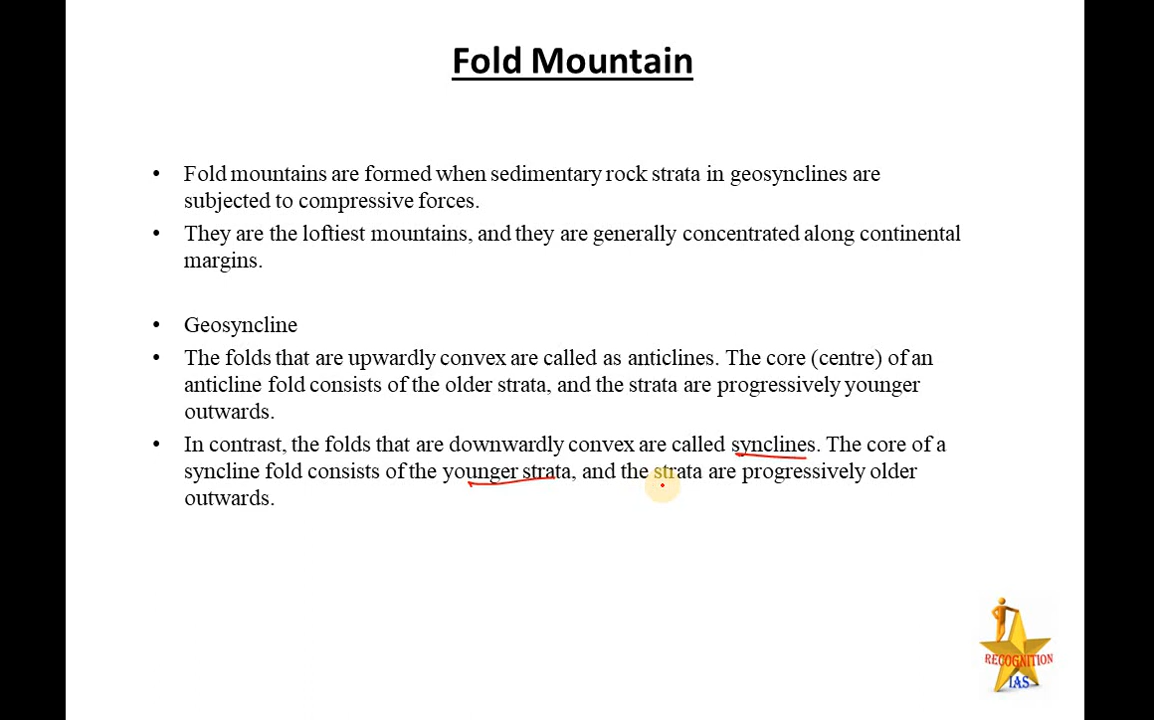 Fold Mountain
• Fold mountains are formed when sedimentary rock strata in geosynclines are
subjected to compressive forces.
• They are the loftiest mountains, and they are generally concentrated along continental
margins.
• Geosyncline
• The folds that are upwardly convex are called as anticlines. The core (centre) of an
anticline fold consists of the older strata, and the strata are progressively younger
outwards.
• In contrast, the folds that are downwardly convex are called synclines. The core of a
syncline fold consists of the younger strata, and the strata are progressively older
outwards.
RECOGNITION
IAS